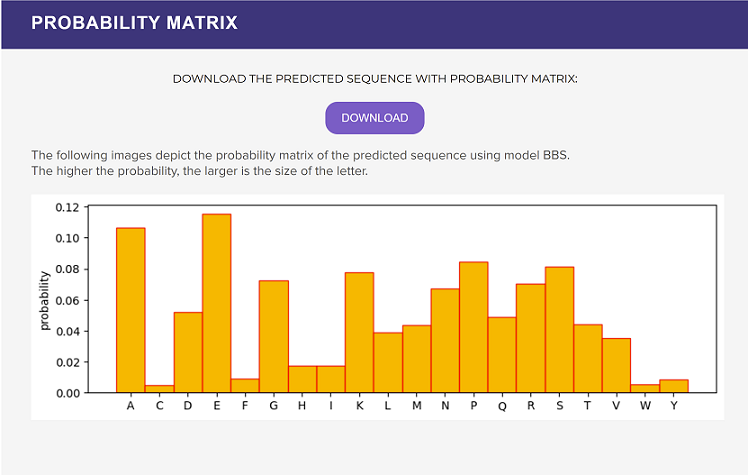 PROBABILITY MATRIX
DOWNLOAD THE PREDICTED SEQUENCE WITH PROBABILITY MATRIX:
DOWNLOAD
The following images depict the probability matrix of the predicted sequence using model BBS.
The higher the probability, the larger is the size of the letter.
probability
0.12
0.10
0.08
0.06
0.04
0.02
0.00
A C D E F G H I K L M N P Q R S T V W Y